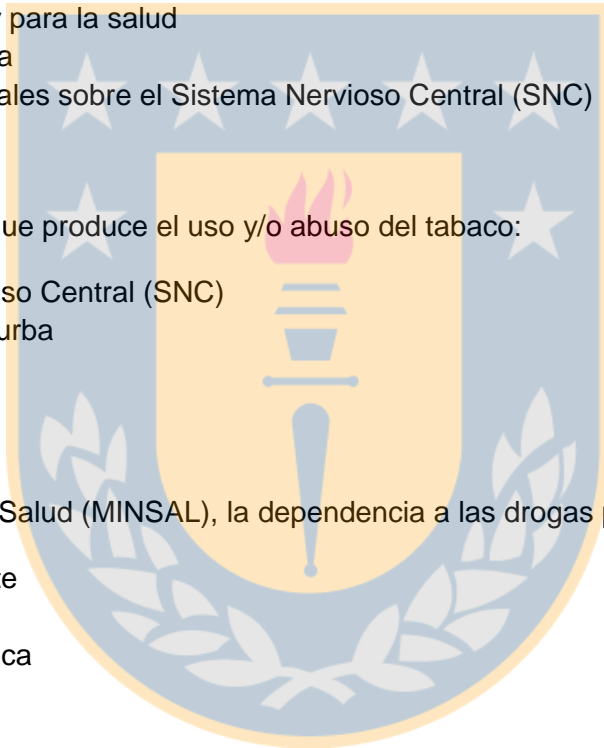 para la salud
a
ales sobre el Sistema Nervioso Central (SNC)
ue produce el uso y/o abuso del tabaco:
so Central (SNC)
urba
Salud (MINSAL), la dependencia a las drogas p
te
ca